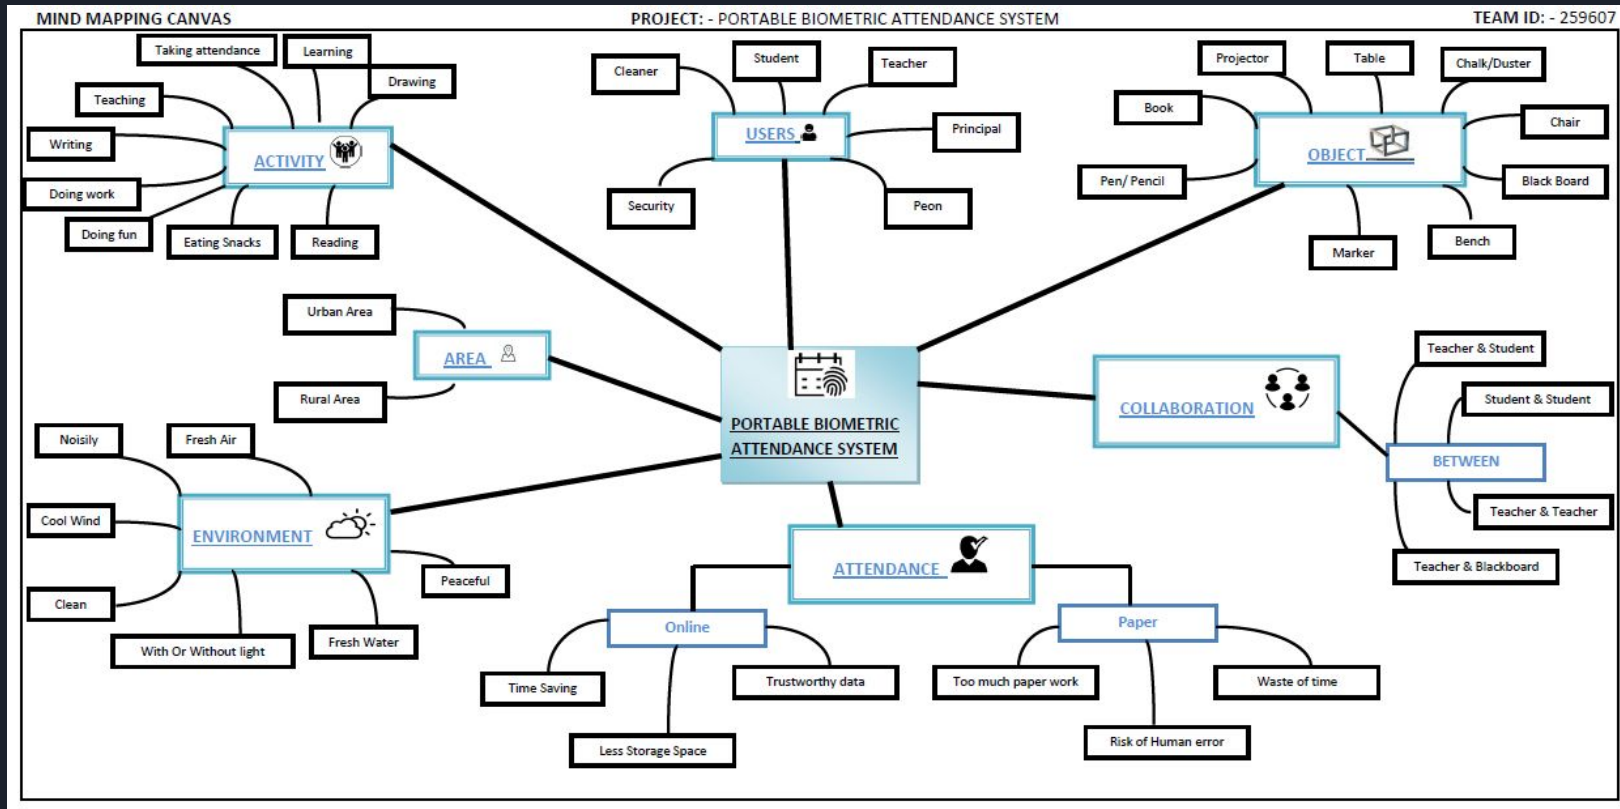 MIND MAPPING CANVAS
PROJECT: - PORTABLE BIOMETRIC ATTENDANCE SYSTEM
TEAM ID: - 259607
Taking attendance
Learning
Drawing
Teaching
Writing
Doing work
Doing fun
Eating Snacks
Reading
ACTIVITY
Cleaner
Student
Teacher
Principal
USERS
Security
Peon
Projector
Table
Chalk/Duster
Book
Chair
OBJECT
Pen/ Pencil
Black Board
Marker
Bench
Urban Area
AREA
Rural Area
PORTABLE BIOMETRIC
ATTENDANCE SYSTEM
Teacher & Student
Student & Student
COLLABORATION
BETWEEN
Teacher & Teacher
Teacher & Blackboard
Noisily
Fresh Air
Cool Wind
ENVIRONMENT
Peaceful
Clean
With Or Without light
Fresh Water
ATTENDANCE
Online
Paper
Time Saving
Trustworthy data
Less Storage Space
Too much paper work
Waste of time
Risk of Human error